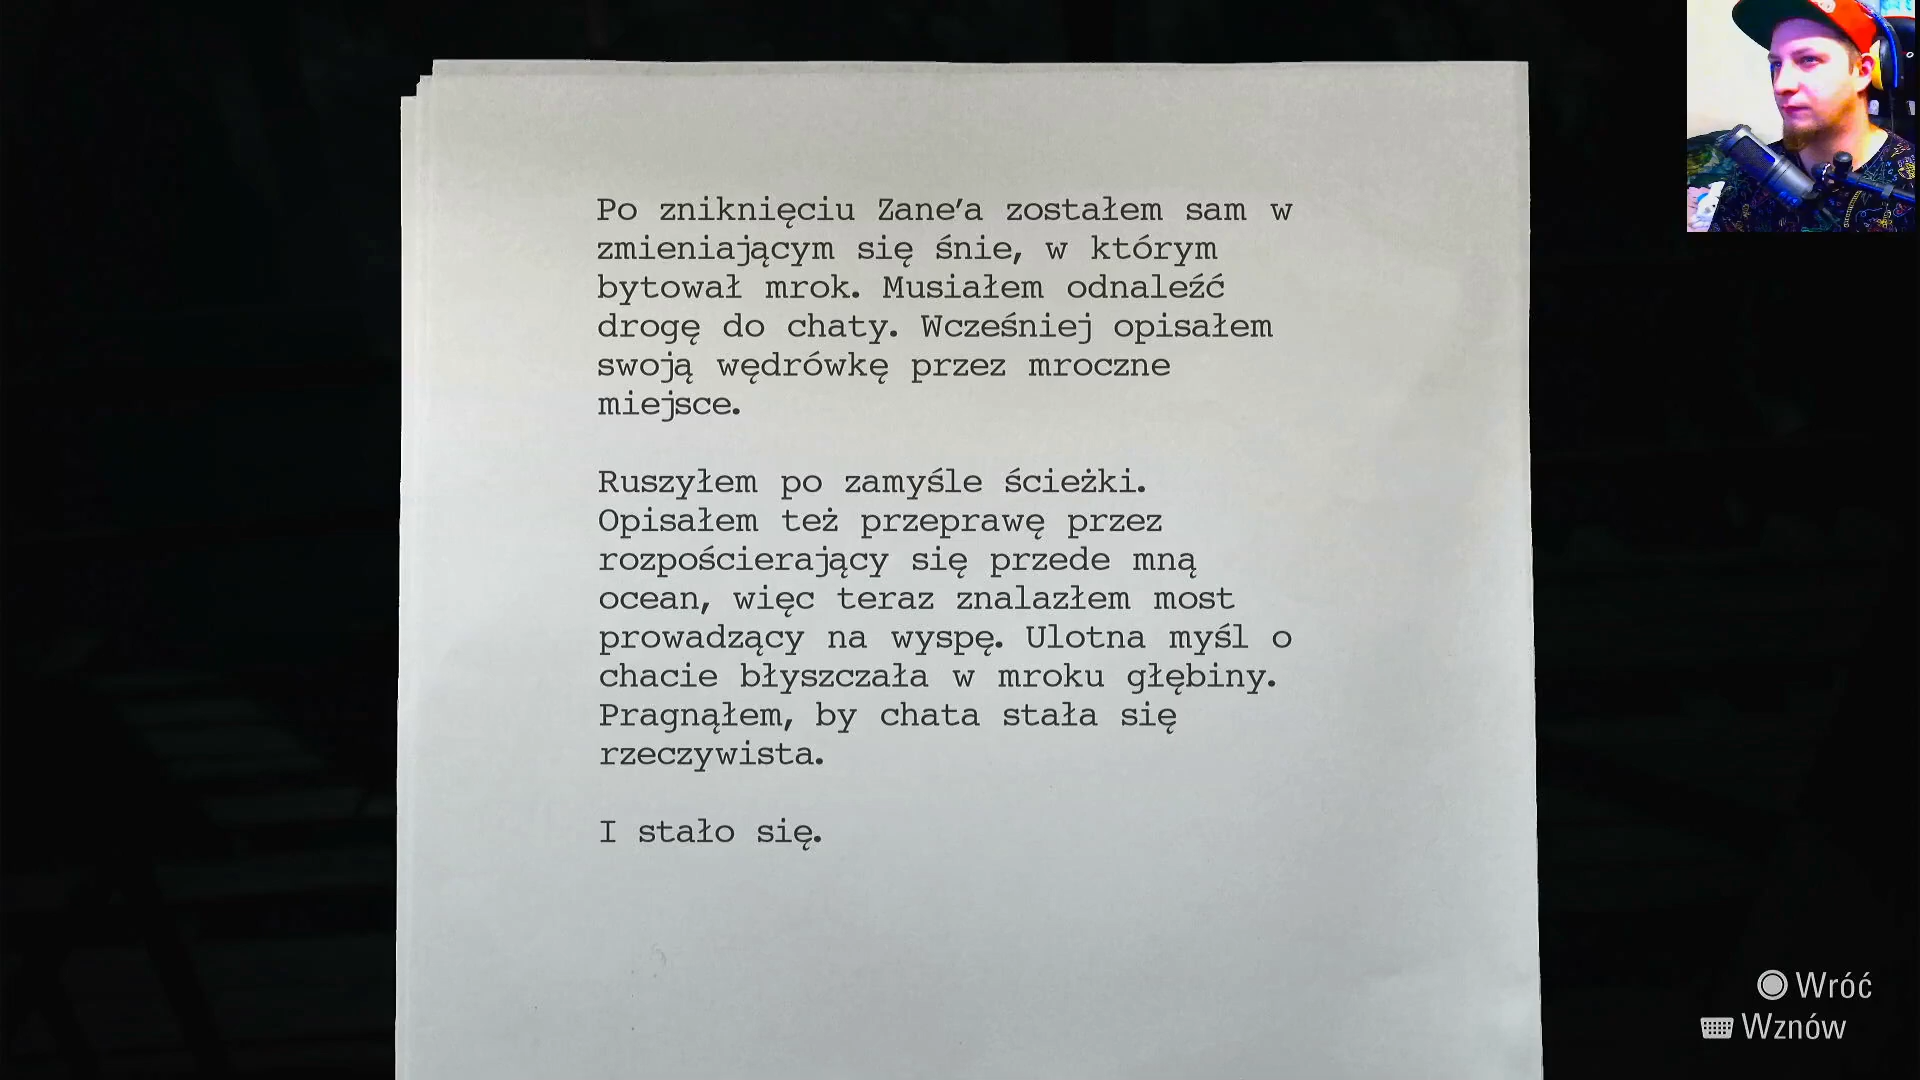 Po zniknięciu Zane'a zostałem sam w
zmieniającym się śnie, w którym
bytował mrok. Musiałem odnaleźć
drogę do chaty. Wcześniej opisałem
swoją wędrówkę przez mroczne
miejsce.
Ruszyłem po zamyśle ścieżki.
Opisałem też przeprawę przez
rozpościerający się przede mną
ocean, więc teraz znalazłem most
prowadzący na wyspę. Ulotna myśl o
chacie błyszczała w mroku głębiny.
Pragnąłem, by chata stała się
rzeczywista.
I stało się.
Wróć
Wznów